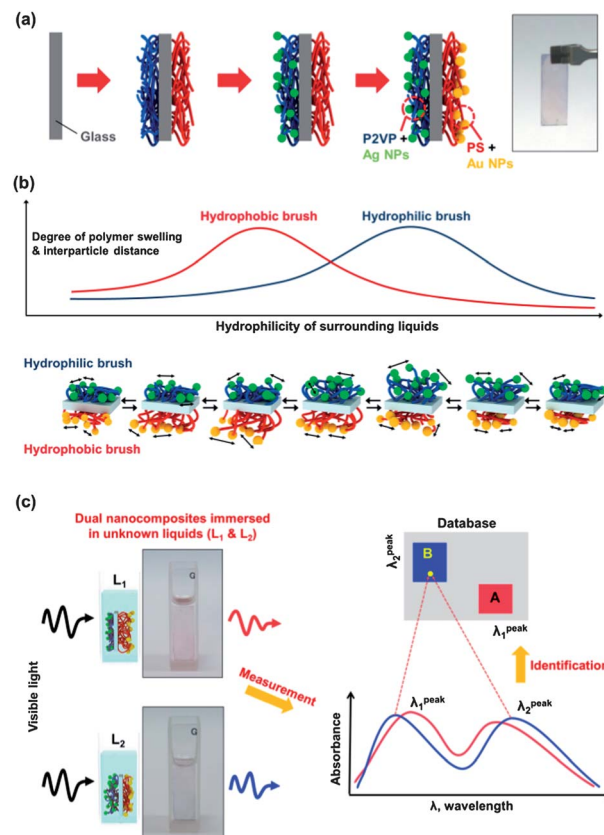 (a)
Glass
P2VP +
Ag NPs
PS +
Au NPs
(b)
Hydrophobic brush
Hydrophilic brush
Degree of polymer swelling
& interparticle distance
Hydrophilicity of surrounding liquids
Hydrophilic brush
Hydrophobic brush
(c)
Dual nanocomposites immersed
in unknown liquids (L₁ & L₂)
Visible light
L₁
G
L₂
G
Measurement
Database
λ₂ᵖᵉᵃᵏ
B
A
λ₁ᵖᵉᵃᵏ
Identification
λ₁ᵖᵉᵃᵏ
λ₂ᵖᵉᵃᵏ
Absorbance
λ, wavelength